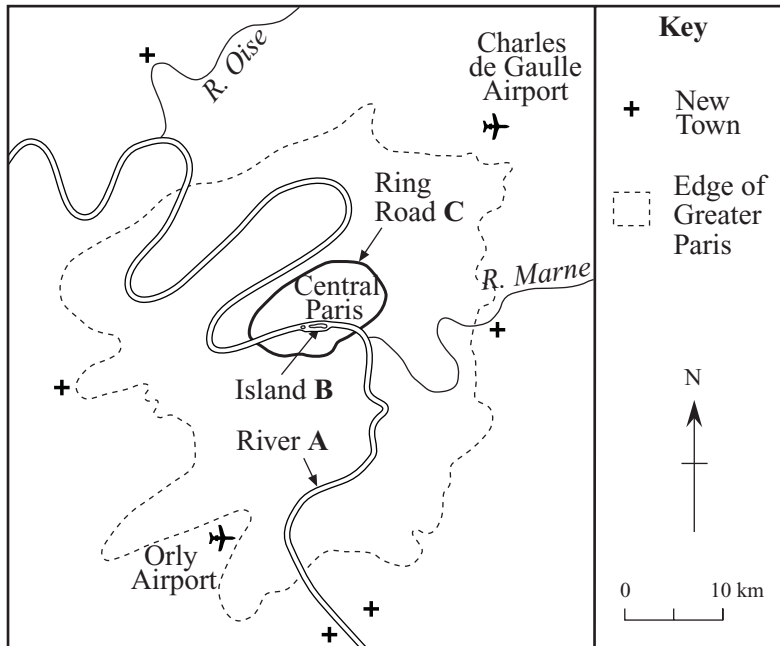 R. Oise
Charles
de Gaulle
Airport
Ring
Road C
R. Marne
Central
Paris
Island B
River A
Orly
Airport
Key
New
Town
Edge of
Greater
Paris
N
0 10 km